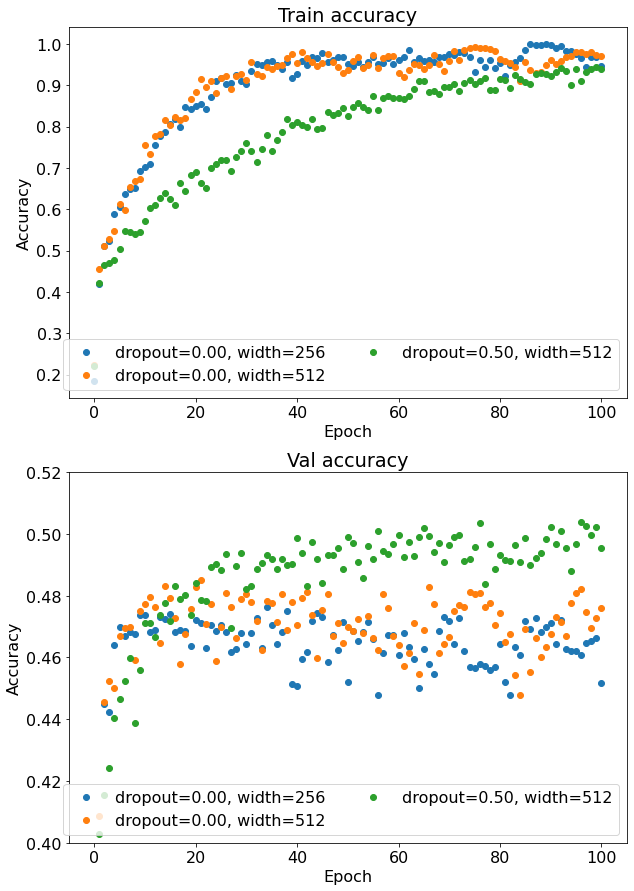 Train accuracy
1.0
0.9
0.8
0.7
0.6
0.5
0.4
0.3
0.2
Accuracy
dropout=0.00, width=256
dropout=0.50, width=512
dropout=0.00, width=512
0 20 40 60 80 100
Epoch
Val accuracy
0.52
0.50
0.48
0.46
0.44
0.42
0.40
Accuracy
dropout=0.00, width=256
dropout=0.50, width=512
dropout=0.00, width=512
0 20 40 60 80 100
Epoch